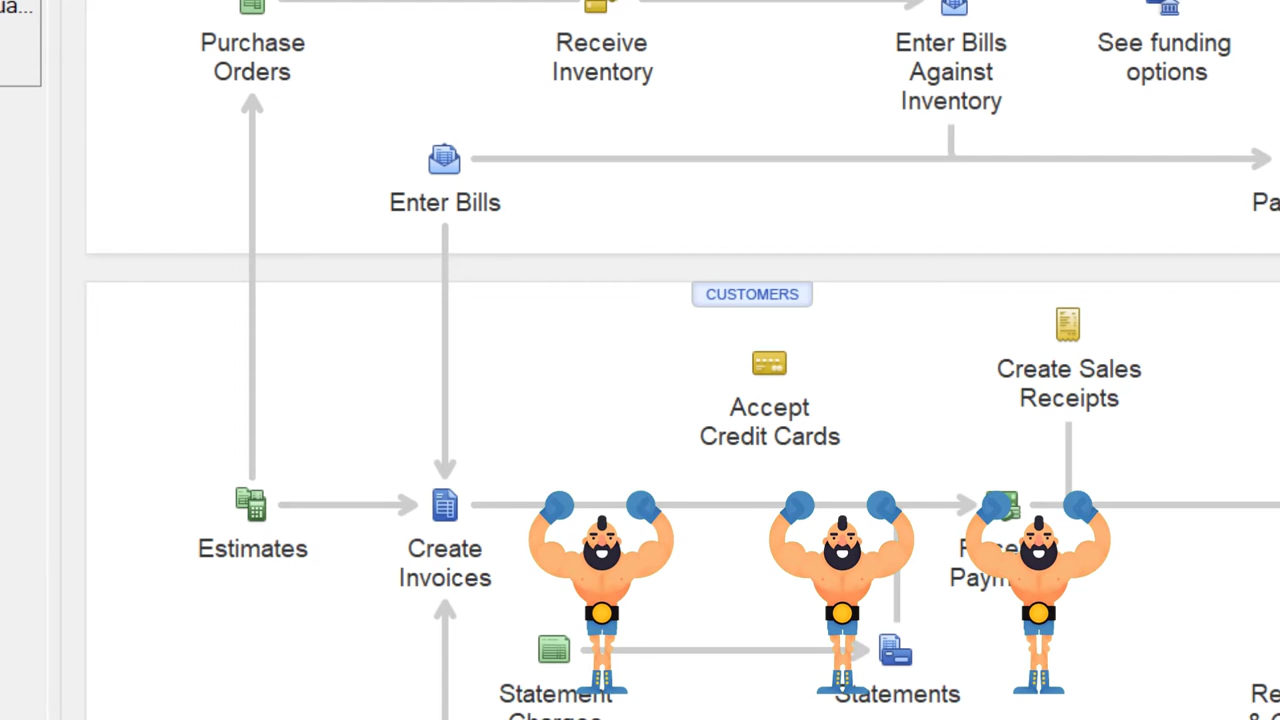 ua...
Purchase
Orders
Receive
Inventory
Enter Bills
Against
Inventory
See funding
options
Enter Bills
CUSTOMERS
Create Sales
Receipts
Accept
Credit Cards
Estimates
Create
Invoices
Statement
Statements